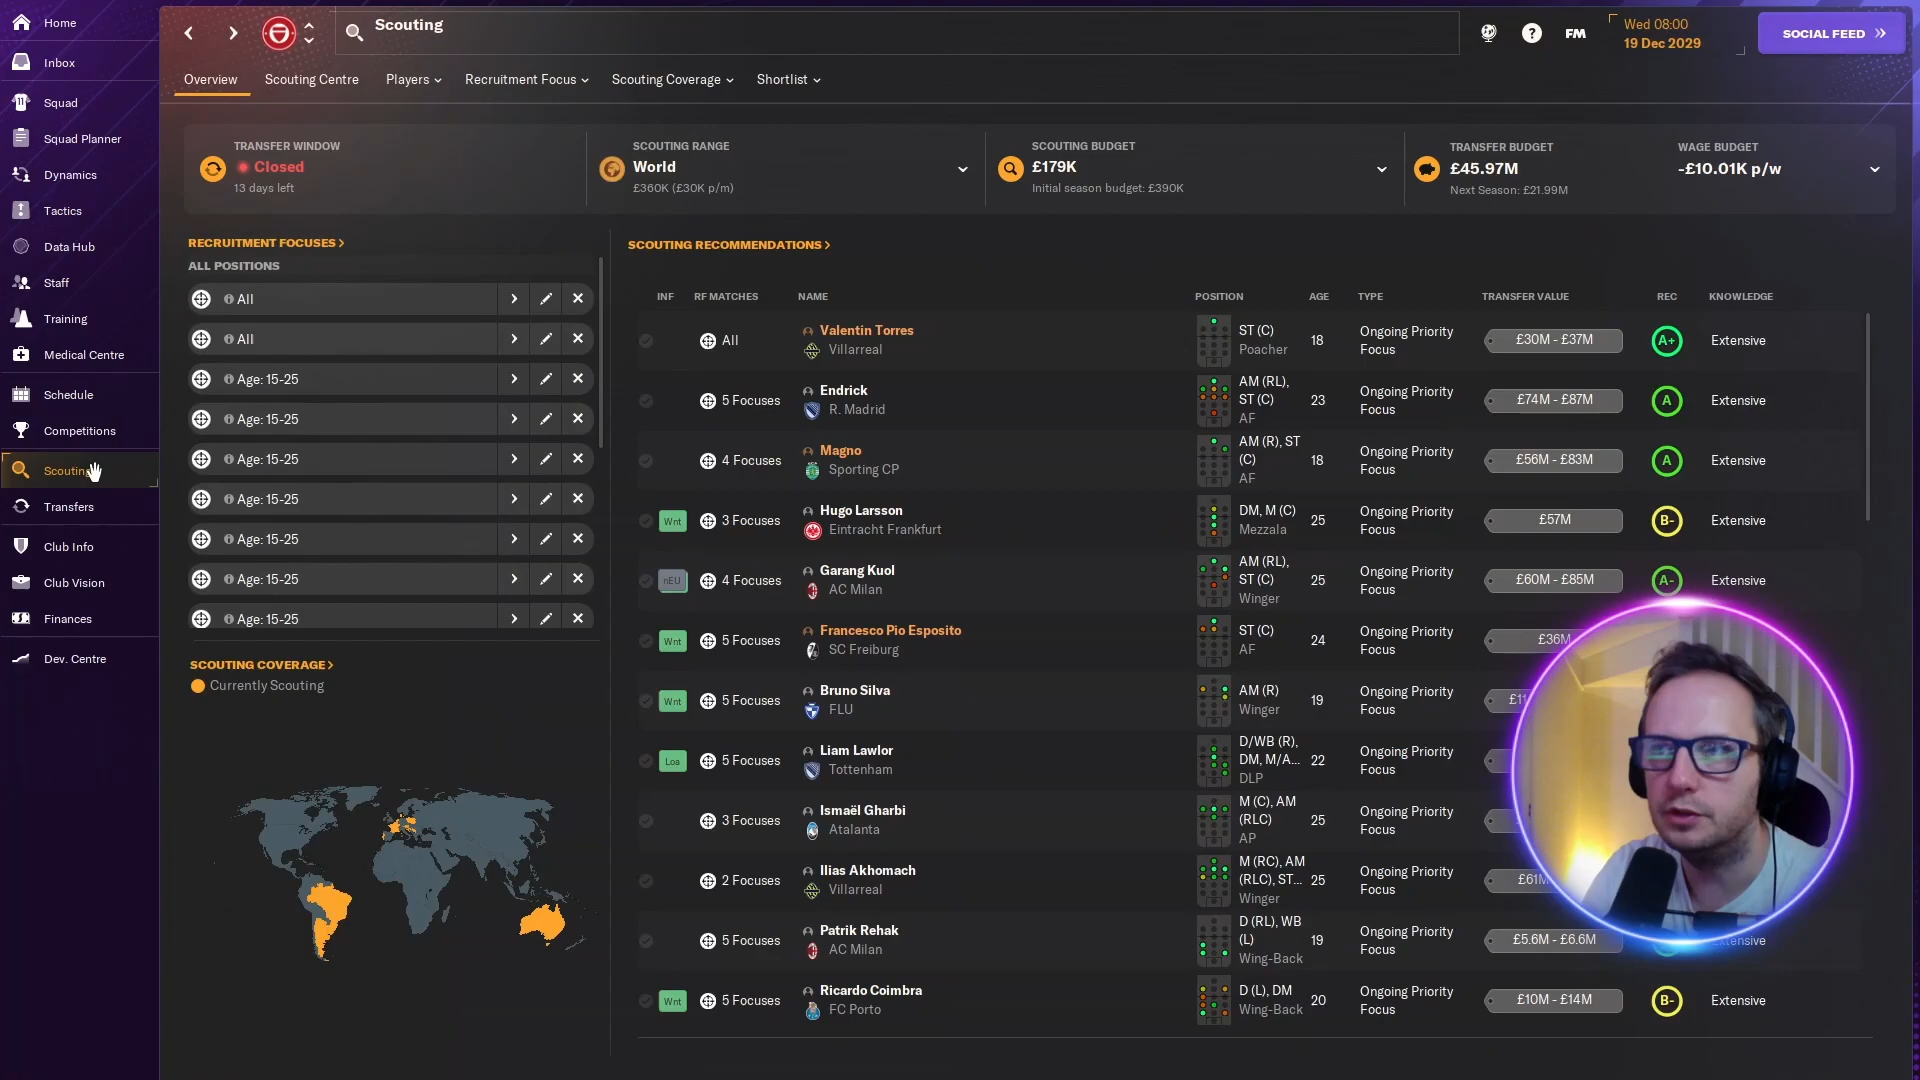 Home
Inbox
Squad
Squad Planner
Dynamics
Tactics
Data Hub
Staff
Training
Medical Centre
Schedule
Competitions
Scouting
Transfers
Club Info
Club Vision
Finances
Dev. Centre
Scouting
FM
Wed 08:00
19 Dec 2029
SOCIAL FEED
Overview
Scouting Centre
Players
Recruitment Focus
Scouting Coverage
Shortlist
TRANSFER WINDOW
Closed
13 days left
SCOUTING RANGE
World
£360K (£30K p/m)
SCOUTING BUDGET
£179K
Initial season budget: £390K
TRANSFER BUDGET
£45.97M
Next Season: £21.99M
WAGE BUDGET
-£10.01K p/w
RECRUITMENT FOCUSES >
ALL POSITIONS
All
All
Age: 15-25
Age: 15-25
Age: 15-25
Age: 15-25
Age: 15-25
Age: 15-25
Age: 15-25
SCOUTING COVERAGE >
Currently Scouting
SCOUTING RECOMMENDATIONS >
INF RF MATCHES NAME POSITION AGE TYPE TRANSFER VALUE REC KNOWLEDGE
All Valentin Torres Villarreal ST (C) Poacher 18 Ongoing Priority Focus £30M - £37M A+ Extensive
5 Focuses Endrick R. Madrid AM (RL), ST (C) AF 23 Ongoing Priority Focus £74M - £87M A Extensive
4 Focuses Magno Sporting CP AM (R), ST (C) AF 18 Ongoing Priority Focus £56M - £83M A Extensive
Wnt 3 Focuses Hugo Larsson Eintracht Frankfurt DM, M (C) Mezzala 25 Ongoing Priority Focus £57M B- Extensive
nEU 4 Focuses Garang Kuol AC Milan AM (RL), ST (C) Winger 25 Ongoing Priority Focus £60M - £85M A- Extensive
Wnt 5 Focuses Francesco Pio Esposito SC Freiburg ST (C) AF 24 Ongoing Priority Focus £36M
Wnt 5 Focuses Bruno Silva FLU AM (R) Winger 19 Ongoing Priority Focus
Loa 5 Focuses Liam Lawlor Tottenham D/WB (R), DM, M/A... DLP 22 Ongoing Priority Focus
3 Focuses Ismaël Gharbi Atalanta M (C), AM (RLC) AP 25 Ongoing Priority Focus
2 Focuses Ilias Akhomach Villarreal M (RC), AM (RLC), ST... Winger 25 Ongoing Priority Focus £61M
5 Focuses Patrik Rehak AC Milan D (RL), WB (L) Wing-Back 19 Ongoing Priority Focus £5.6M - £6.6M Extensive
Wnt 5 Focuses Ricardo Coimbra FC Porto D (L), DM Wing-Back 20 Ongoing Priority Focus £10M - £14M B- Extensive